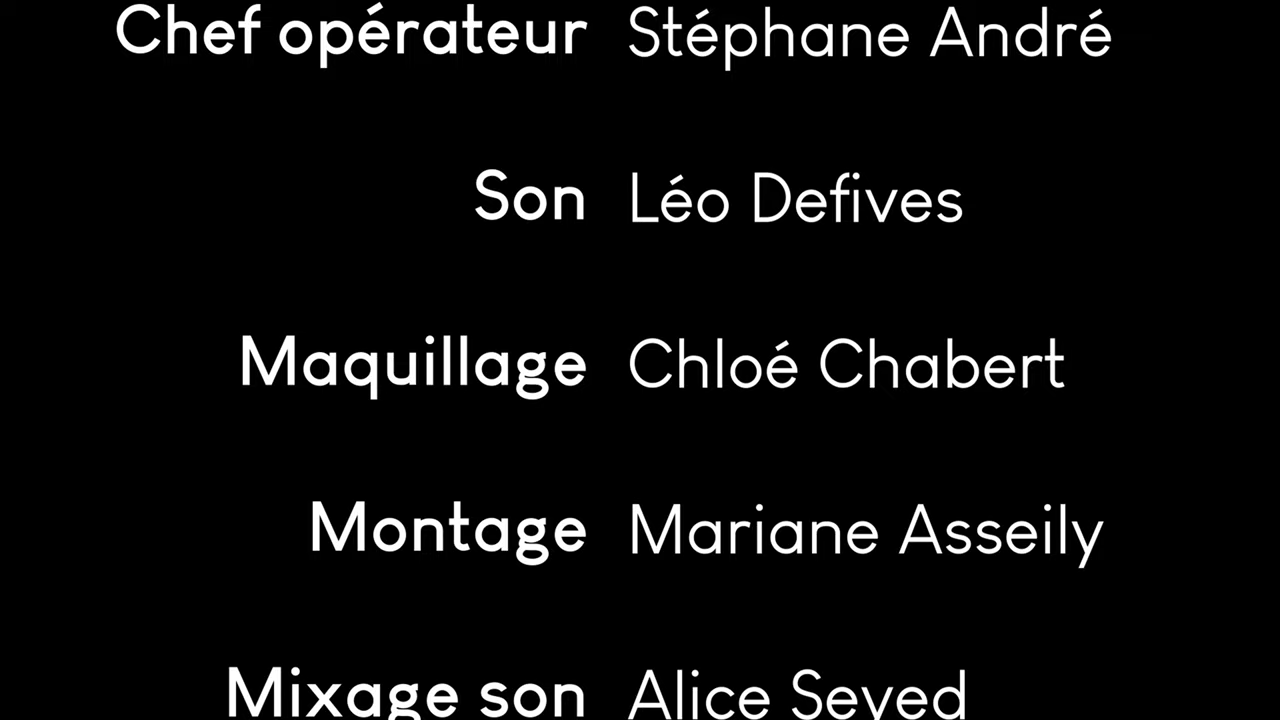 Chef opérateur Stéphane André
Son Léo Defives
Maquillage Chloé Chabert
Montage Mariane Asseily
Mixage son Alice Seyed